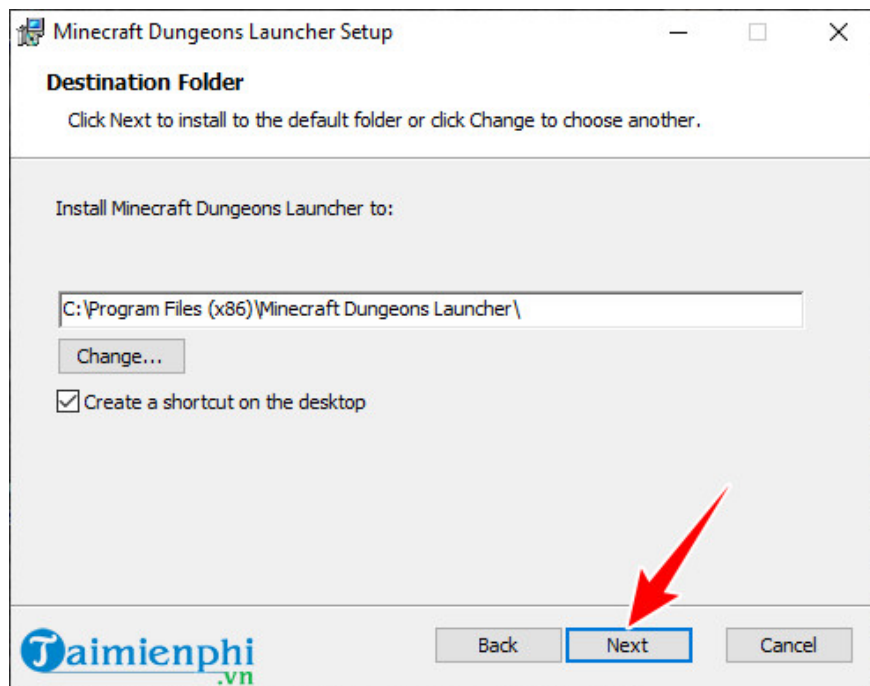 Minecraft Dungeons Launcher Setup
Destination Folder
Click Next to install to the default folder or click Change to choose another.
Install Minecraft Dungeons Launcher to:
C:\Program Files (x86)\Minecraft Dungeons Launcher\
Change...
Create a shortcut on the desktop
Back Next Cancel
Taimienphi
.vn